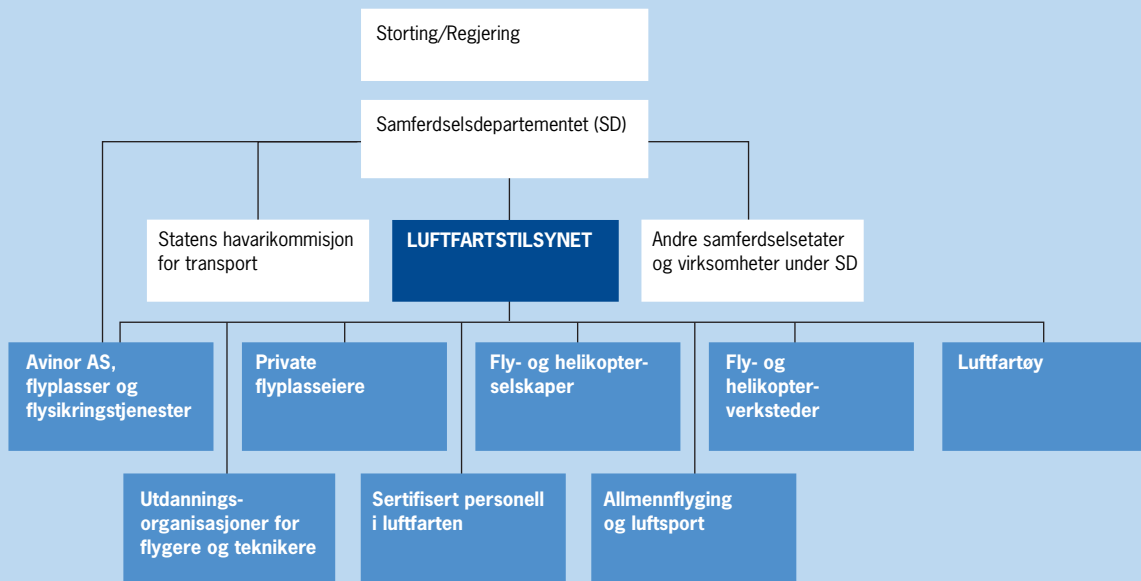 Storting/Regjering
Samferdselsdepartementet (SD)
Statens havarikommisjon
for transport
LUFTFARTSTILSYNET
Andre samferdselsetater
og virksomheter under SD
Avinor AS,
flyplasser og
flysikringstjenester
Private
flyplasseiere
Fly- og helikopter-
selskaper
Fly- og
helikopter-
verksteder
Luftfartøy
Utdannings-
organisasjoner for
flygere og teknikere
Sertifisert personell
i luftfarten
Allmennflyging
og luftsport